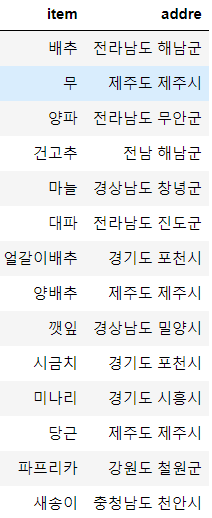 item addre
배추 전라남도 해남군
무 제주도 제주시
양파 전라남도 무안군
건고추 전남 해남군
마늘 경상남도 창녕군
대파 전라남도 진도군
얼갈이배추 경기도 포천시
양배추 제주도 제주시
깻잎 경상남도 밀양시
시금치 경기도 포천시
미나리 경기도 시흥시
당근 제주도 제주시
파프리카 강원도 철원군
새송이 충청남도 천안시